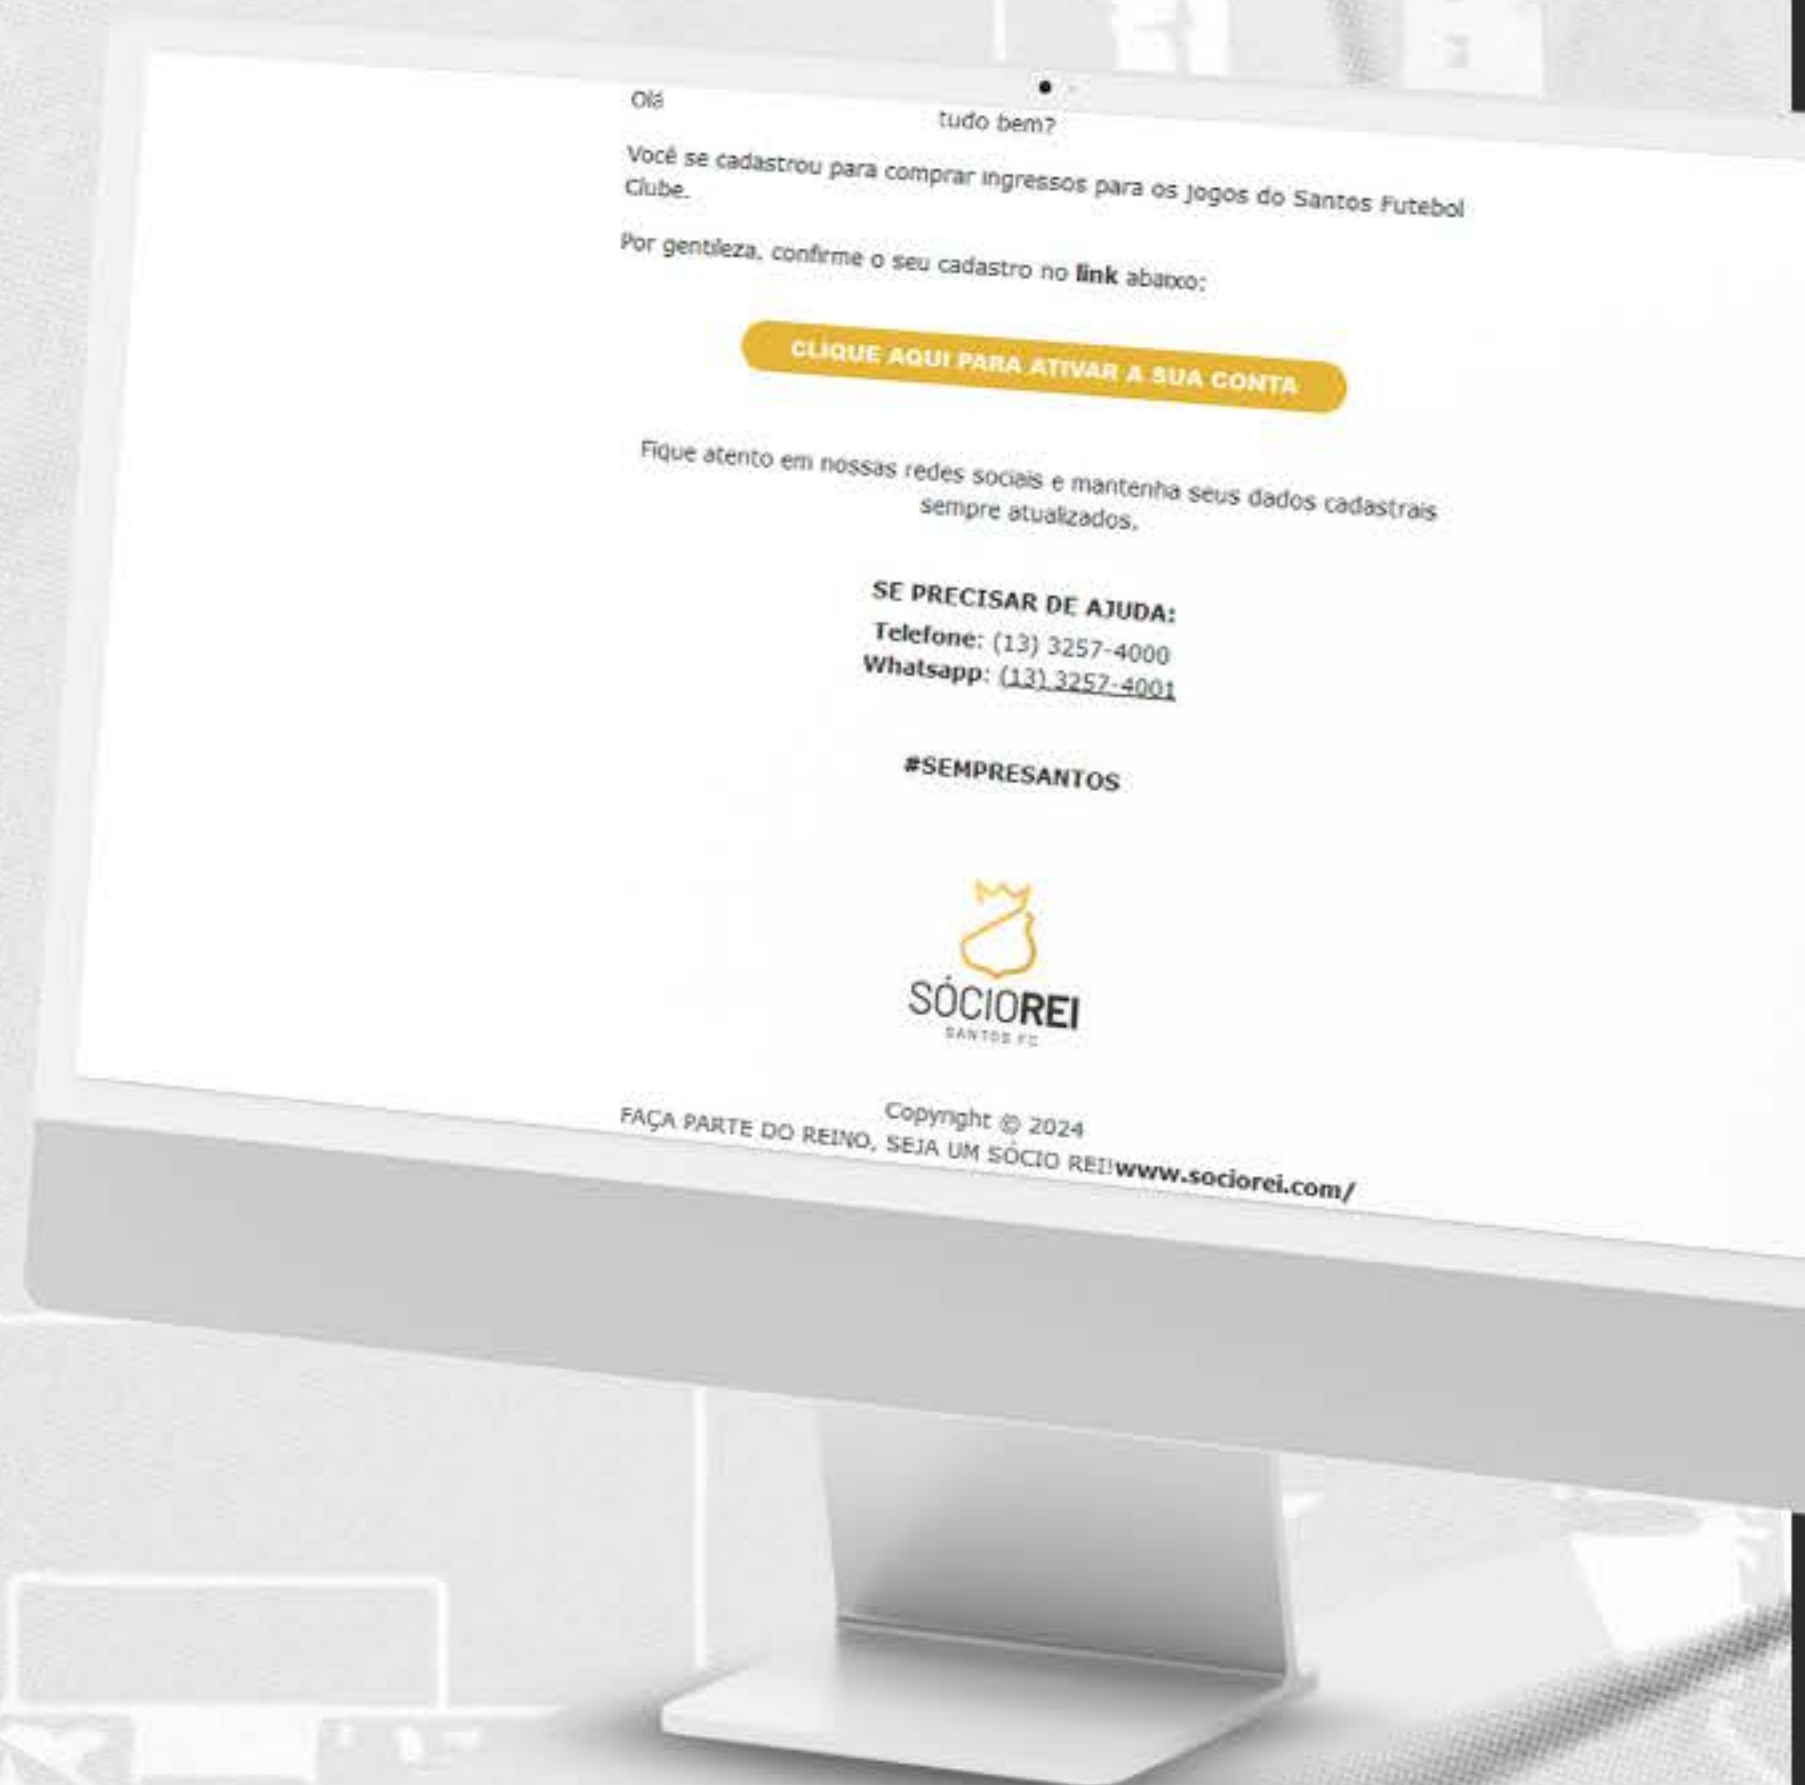 Olá
tudo bem?
Você se cadastrou para comprar ingressos para os jogos do Santos Futebol
Clube.
Por gentileza, confirme o seu cadastro no link abaixo:
CLIQUE AQUI PARA ATIVAR A SUA CONTA
Fique atento em nossas redes sociais e mantenha seus dados cadastrais
sempre atualizados.
SE PRECISAR DE AJUDA:
Telefone: (13) 3257-4000
Whatsapp: (13) 3257-4001
#SEMPRESANTOS
SÓCIOREI
SANTOS FC
Copyright © 2024
FAÇA PARTE DO REINO, SEJA UM SÓCIO REI!www.sociorei.com/